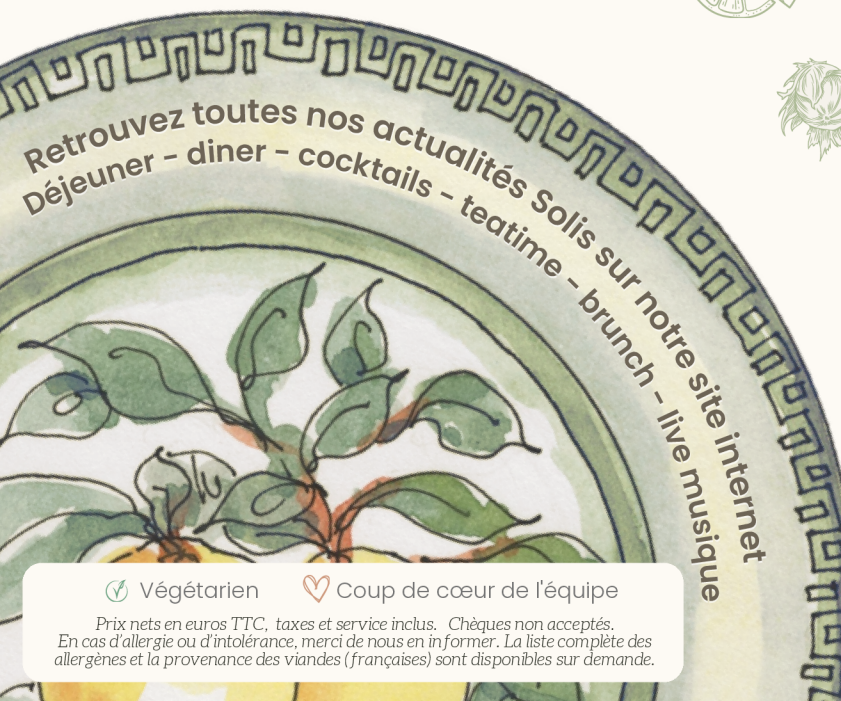 Retrouvez toutes nos actualités Solis sur notre site internet
Déjeuner - diner - cocktails - teatime - brunch - live musique
Végétarien
Coup de cœur de l'équipe
Prix nets en euros TTC, taxes et service inclus. Chèques non acceptés.
En cas d'allergie ou d'intolérance, merci de nous en informer. La liste complète des
allergènes et la provenance des viandes (françaises) sont disponibles sur demande.